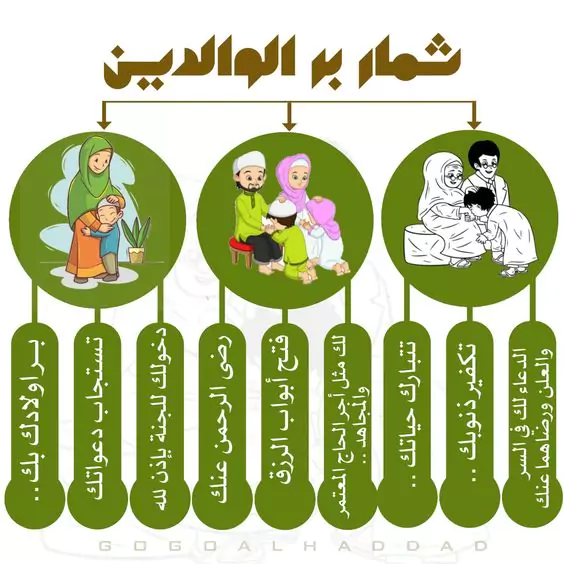 ثمار بر الوالدين
الدعاء لك في السر
والعلن ورضاهما عنك
تكفير ذنوبك ..
تتبارك حياتك ..
لك مثل أجر الحاج المعتمر
والمجاهد ..
فتح أبواب الرزق
رضى الرحمن عنك
دخولك للجنة بإذن لله
تستجاب دعواتك
بر اولادك بك ..
GOGOALHADDAD